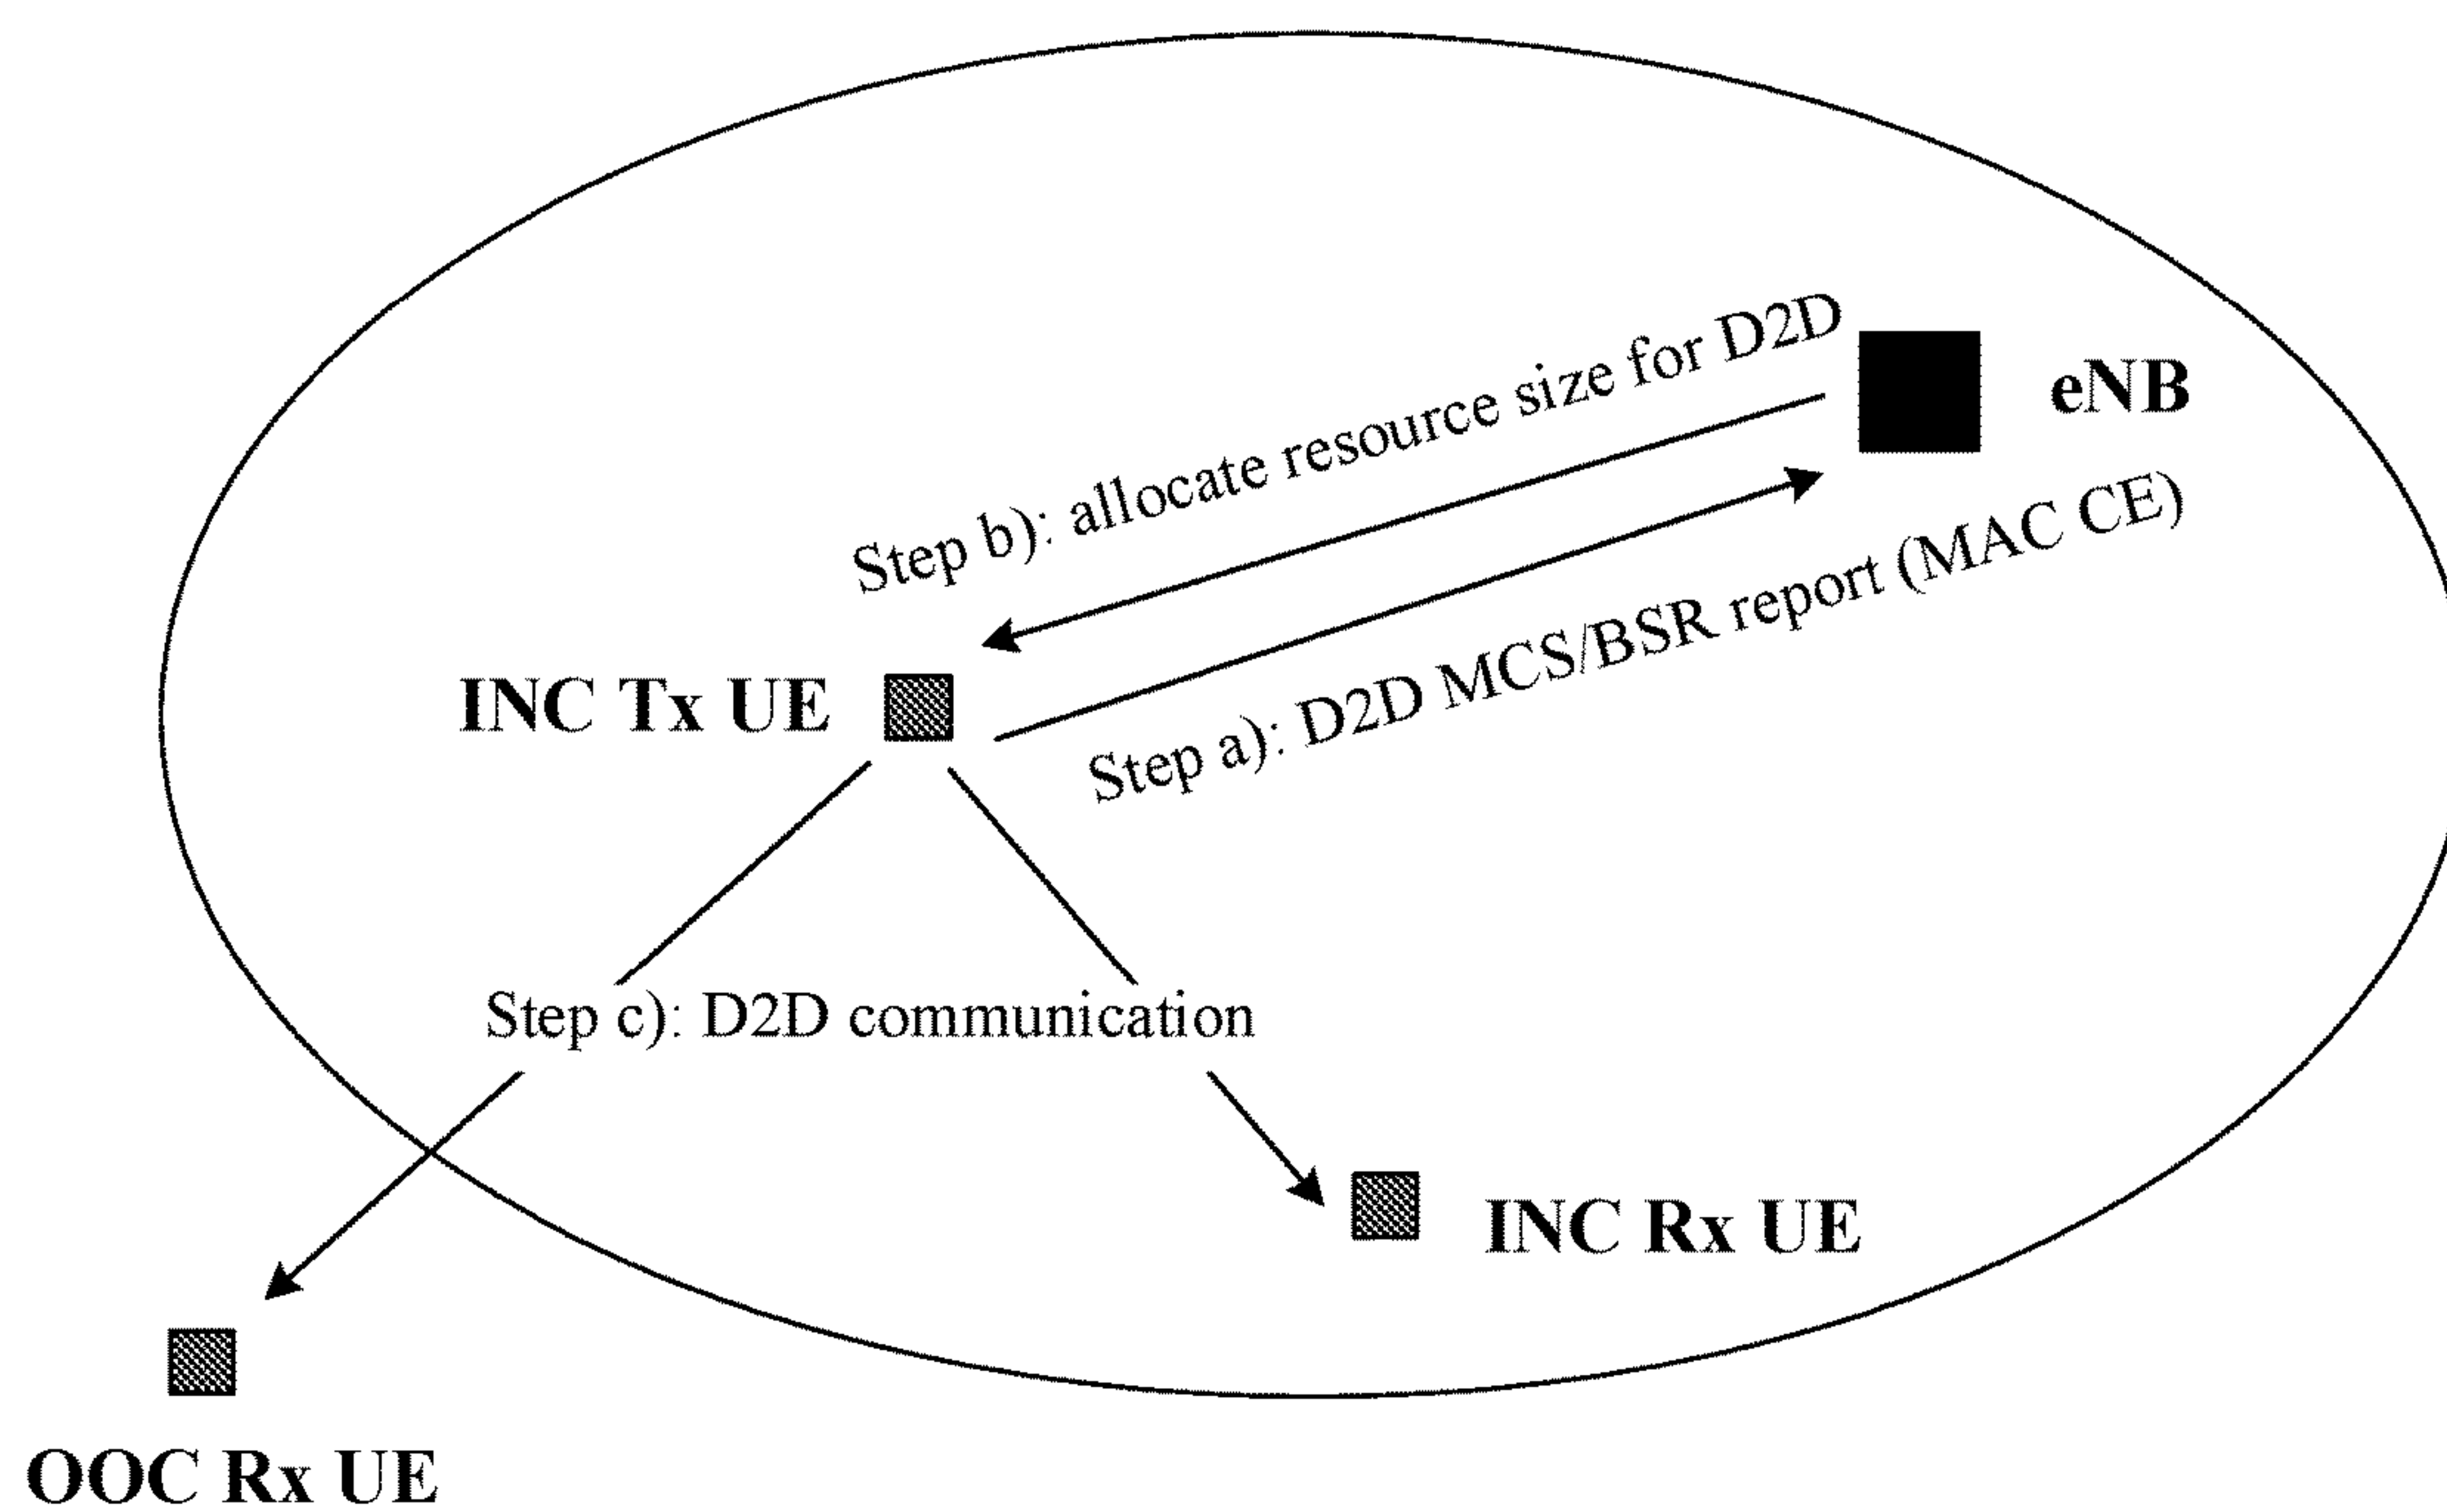 Step b): allocate resource size for D2D
eNB
Step a): D2D MCS/BSR report (MAC CE)
INC Tx UE
Step c): D2D communication
INC Rx UE
OOC Rx UE